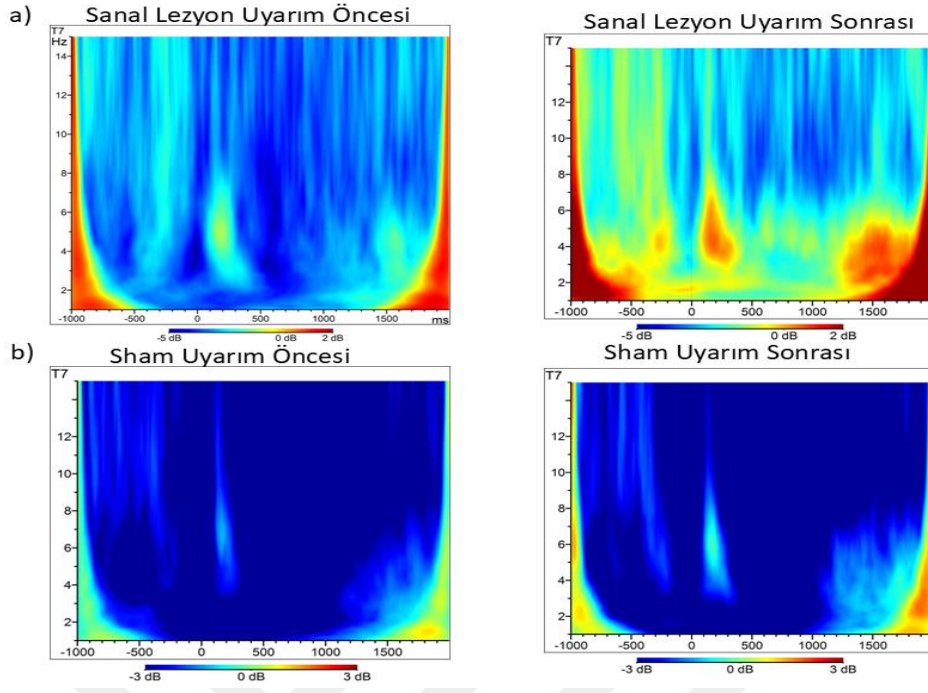 a)
Sanal Lezyon Uyarım Öncesi
Sanal Lezyon Uyarım Sonrası
T7
Hz
14
12
10
8
6
4
2
-1000 -500 0 500 1000 1500 ms
-5 dB 0 dB 2 dB
T7
12
10
8
6
4
2
-1000 -500 0 500 1000 1500
-5 dB 0 dB 2 dB
b)
Sham Uyarım Öncesi
Sham Uyarım Sonrası
T7
12
10
8
6
4
2
-1000 -500 0 500 1000 1500
-3 dB 0 dB 3 dB
T7
12
10
8
6
4
2
-1000 -500 0 500 1000 1500
-3 dB 0 dB 3 dB